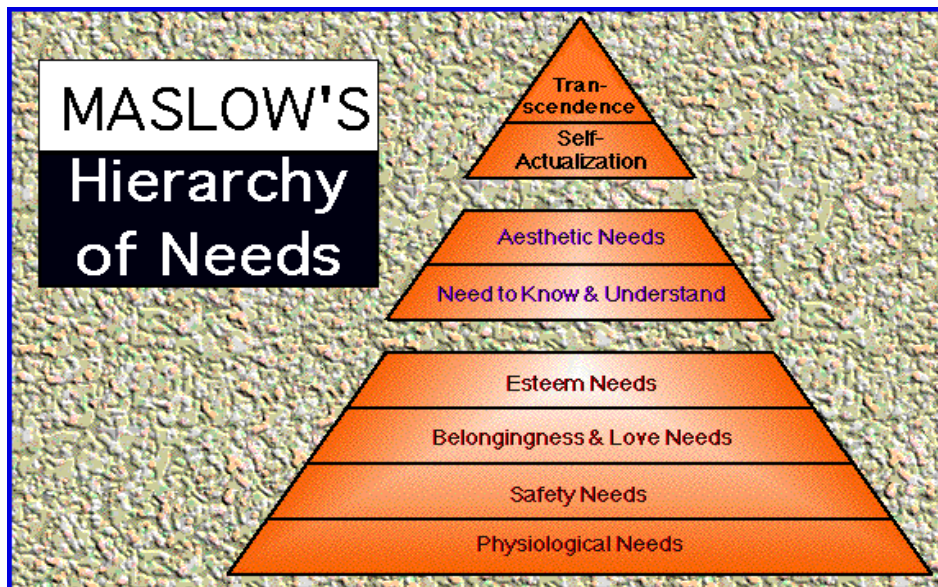 MASLOW'S
Hierarchy
of Needs
Tran-
scendence
Self-
Actualization
Aesthetic Needs
Need to Know & Understand
Esteem Needs
Belongingness & Love Needs
Safety Needs
Physiological Needs